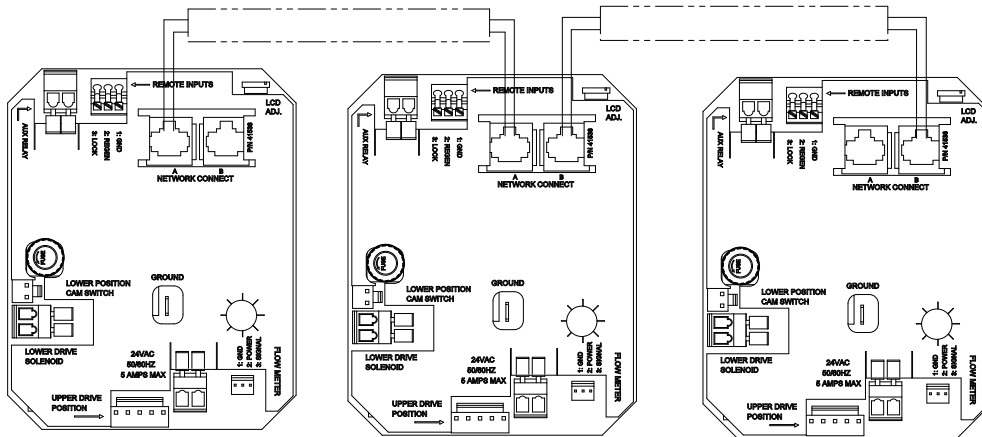 REMOTE INPUTS
LCD
ADJ.
AUX RELAY
1: GND
2: REGEN
3: LOCK
P/N 41538
A
B
NETWORK CONNECT
FUSE
LOWER POSITION
CAM SWITCH
GROUND
LOWER DRIVE
SOLENOID
24VAC
50/60HZ
5 AMPS MAX
1: GND
2: POWER
3: SIGNAL
FLOW METER
UPPER DRIVE
POSITION
REMOTE INPUTS
LCD
ADJ.
AUX RELAY
1: GND
2: REGEN
3: LOCK
P/N 41538
A
B
NETWORK CONNECT
FUSE
LOWER POSITION
CAM SWITCH
GROUND
LOWER DRIVE
SOLENOID
24VAC
50/60HZ
5 AMPS MAX
1: GND
2: POWER
3: SIGNAL
FLOW METER
UPPER DRIVE
POSITION
REMOTE INPUTS
LCD
ADJ.
AUX RELAY
1: GND
2: REGEN
3: LOCK
P/N 41538
A
B
NETWORK CONNECT
FUSE
LOWER POSITION
CAM SWITCH
GROUND
LOWER DRIVE
SOLENOID
24VAC
50/60HZ
5 AMPS MAX
1: GND
2: POWER
3: SIGNAL
FLOW METER
UPPER DRIVE
POSITION